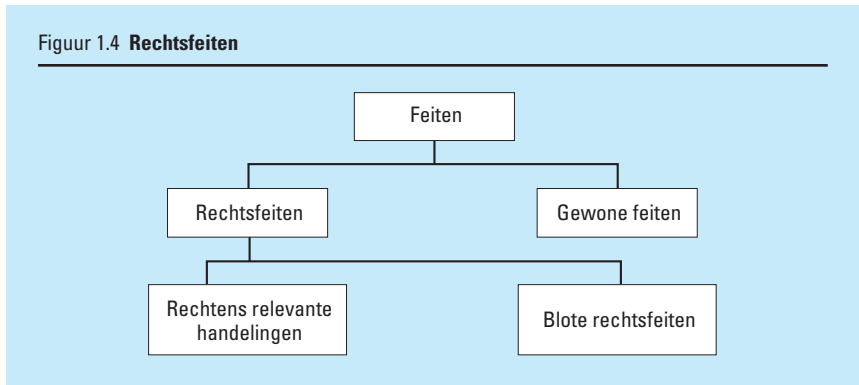 Figuur 1.4 Rechtsfeiten
Feiten
Rechtsfeiten
Gewone feiten
Rechtens relevante
handelingen
Blote rechtsfeiten